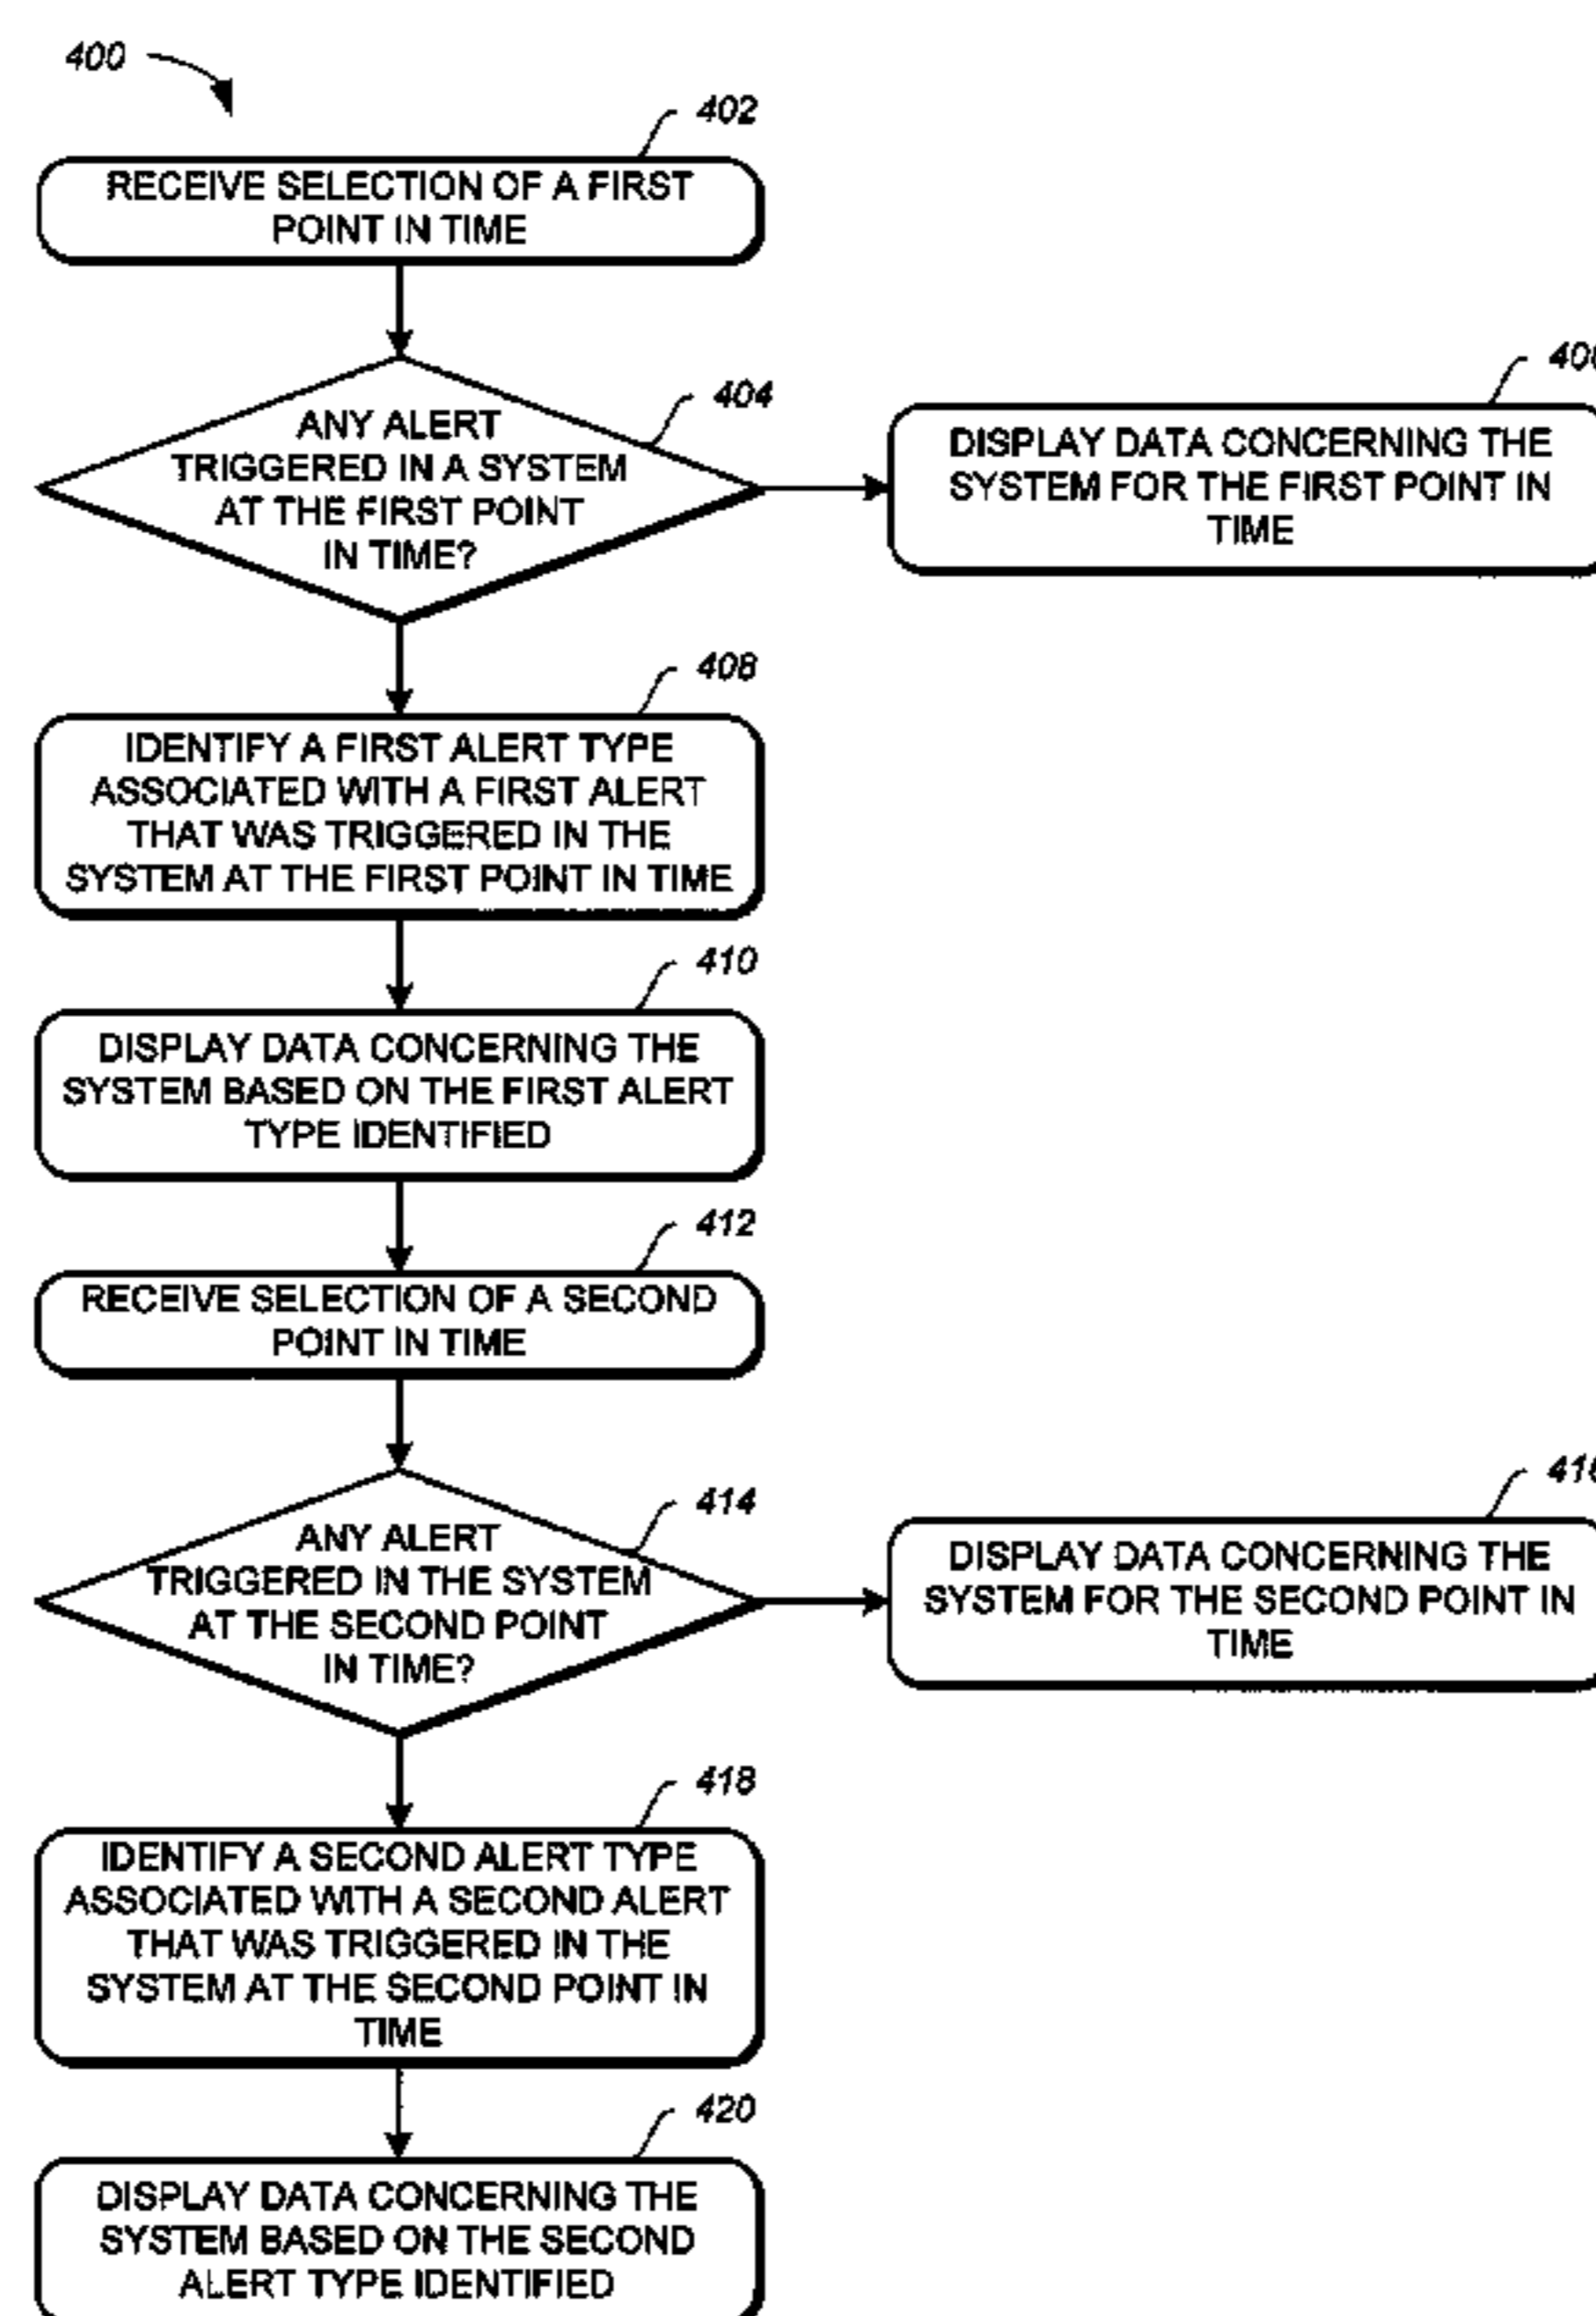 400
402
RECEIVE SELECTION OF A FIRST
POINT IN TIME
404
ANY ALERT
TRIGGERED IN A SYSTEM
AT THE FIRST POINT
IN TIME?
DISPLAY DATA CONCERNING THE
SYSTEM FOR THE FIRST POINT IN
TIME
408
IDENTIFY A FIRST ALERT TYPE
ASSOCIATED WITH A FIRST ALERT
THAT WAS TRIGGERED IN THE
SYSTEM AT THE FIRST POINT IN TIME
410
DISPLAY DATA CONCERNING THE
SYSTEM BASED ON THE FIRST ALERT
TYPE IDENTIFIED
412
RECEIVE SELECTION OF A SECOND
POINT IN TIME
414
ANY ALERT
TRIGGERED IN THE SYSTEM
AT THE SECOND POINT
IN TIME?
DISPLAY DATA CONCERNING THE
SYSTEM FOR THE SECOND POINT IN
TIME
418
IDENTIFY A SECOND ALERT TYPE
ASSOCIATED WITH A SECOND ALERT
THAT WAS TRIGGERED IN THE
SYSTEM AT THE SECOND POINT IN
TIME
420
DISPLAY DATA CONCERNING THE
SYSTEM BASED ON THE SECOND
ALERT TYPE IDENTIFIED